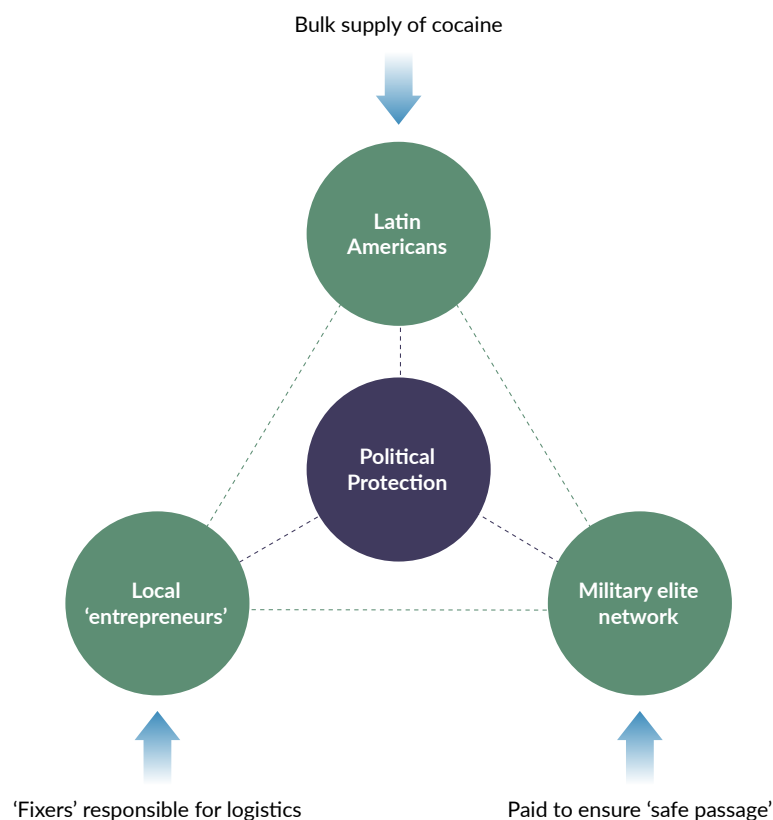 Bulk supply of cocaine
Latin
Americans
Political
Protection
Local
‘entrepreneurs’
Military elite
network
‘Fixers’ responsible for logistics
Paid to ensure ‘safe passage’